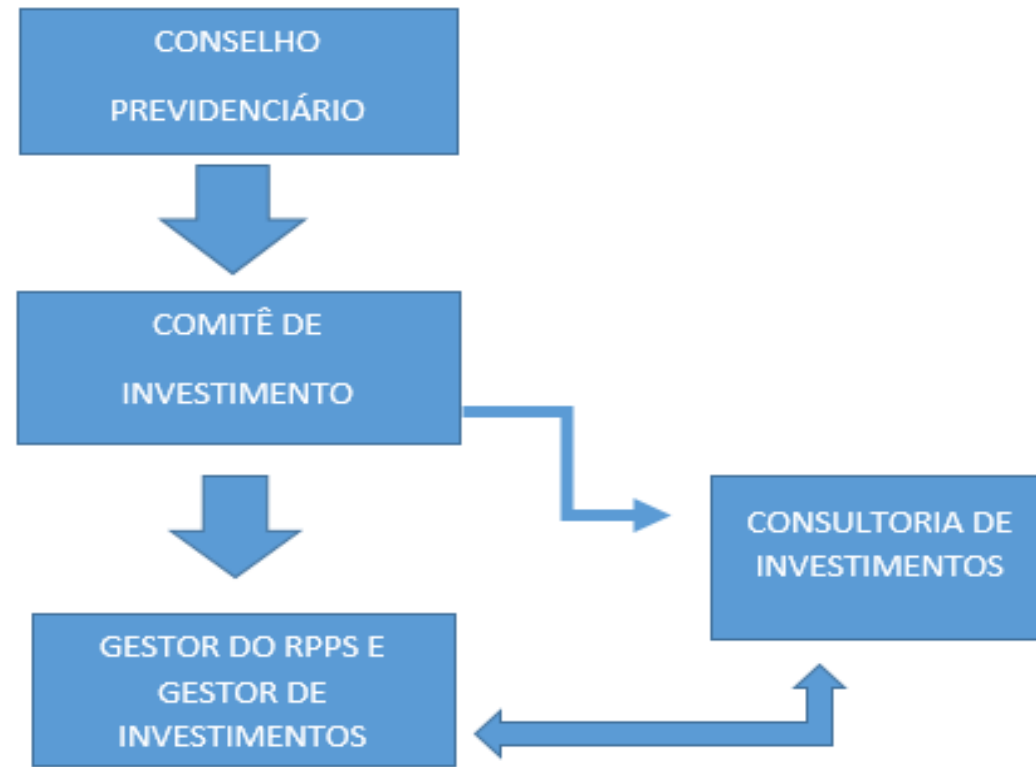 CONSELHO
PREVIDENCIÁRIO
COMITÊ DE
INVESTIMENTO
CONSULTORIA DE
INVESTIMENTOS
GESTOR DO RPPS E
GESTOR DE
INVESTIMENTOS